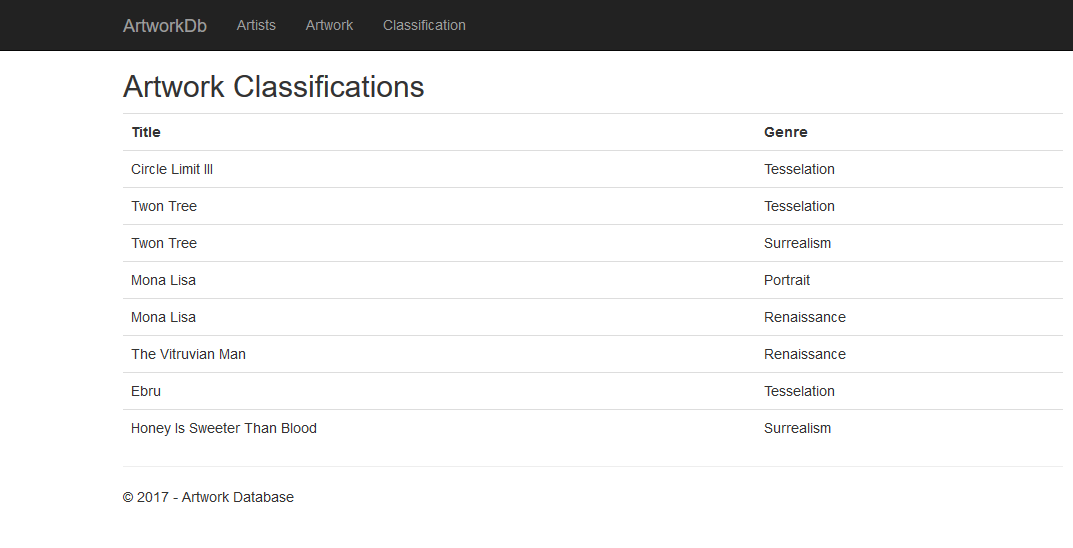 ArtworkDb Artists Artwork Classification
Artwork Classifications
Title Genre
Circle Limit III Tesselation
Twon Tree Tesselation
Twon Tree Surrealism
Mona Lisa Portrait
Mona Lisa Renaissance
The Vitruvian Man Renaissance
Ebru Tesselation
Honey Is Sweeter Than Blood Surrealism
© 2017 - Artwork Database